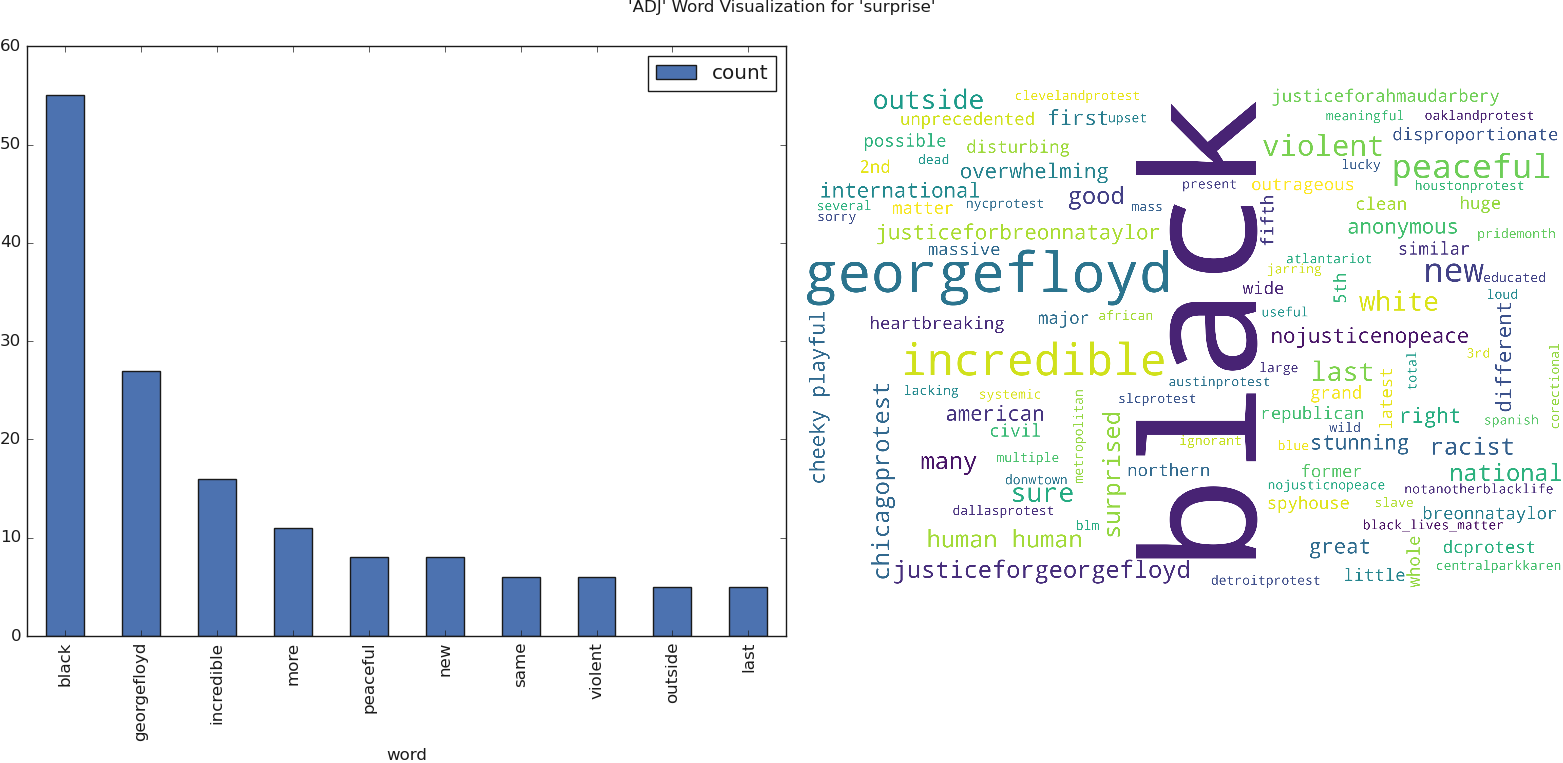 'ADJ' Word Visualization for 'surprise'
60
50
40
30
20
10
0
count
black
georgefloyd
incredible
more
peaceful
new
same
violent
outside
last
word
outside
clevelandprotest
unprecedented
first
upset
possible
disturbing
dead
2nd
overwhelming
international
good
several
matter
nycprotest
mass
sorry
justiceforbreonnataylor
massive
georgefloyd
black
justiceforahmaudarbery
meaningful
oaklandprotest
violent
disproportionate
lucky
peaceful
present
outrageous
houstonprotest
clean
huge
fifth
anonymous
pridemonth
similar
atlantariot
jarring
new
educated
wide
5th
white
loud
useful
cheeky playful
heartbreaking
major
african
nojusticenopeace
different
incredible
3rd
large
last
total
lacking
systemic
austinprotest
slcprotest
grand
latest
corectional
american
metropolitan
republican
right
spanish
civil
surprised
wild
chicagoprotest
ignorant
blue
stunning
racist
many
multiple
northern
former
national
donwtown
nojusticnopeace
notanotherblacklife
sure
spyhouse
slave
dallasprotest
breonnataylor
blm
black_lives_matter
human human
great
whole
dcprotest
justiceforgeorgefloyd
detroitprotest
little
centralparkkaren